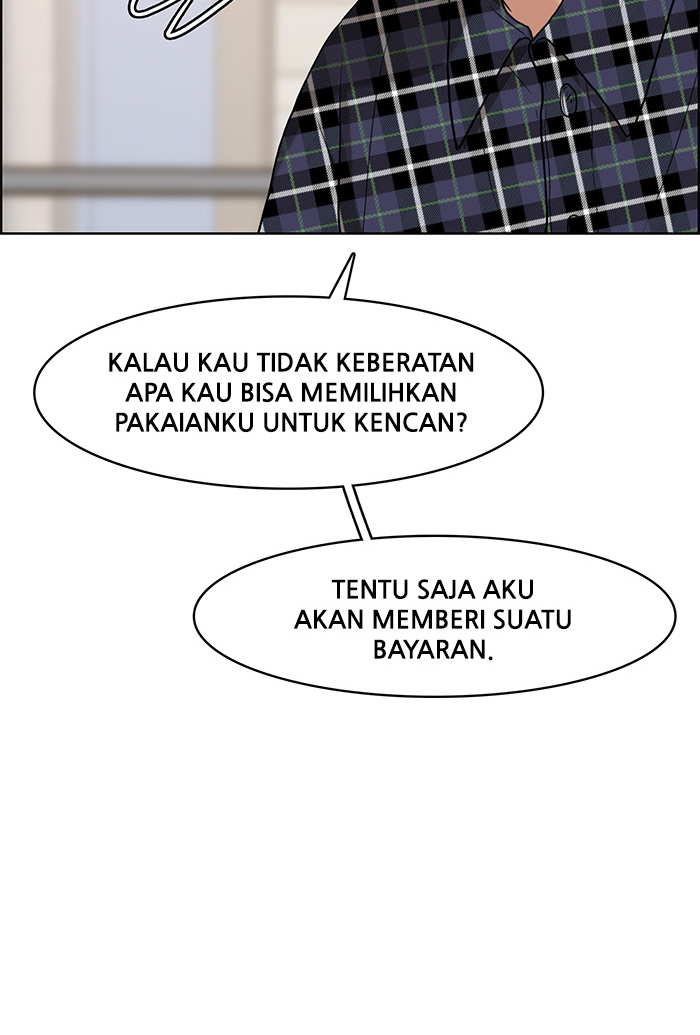 KALAU KAU TIDAK KEBERATAN
APA KAU BISA MEMILIHKAN
PAKAIANKU UNTUK KENCAN?
TENTU SAJA AKU
AKAN MEMBERI SUATU
BAYARAN.